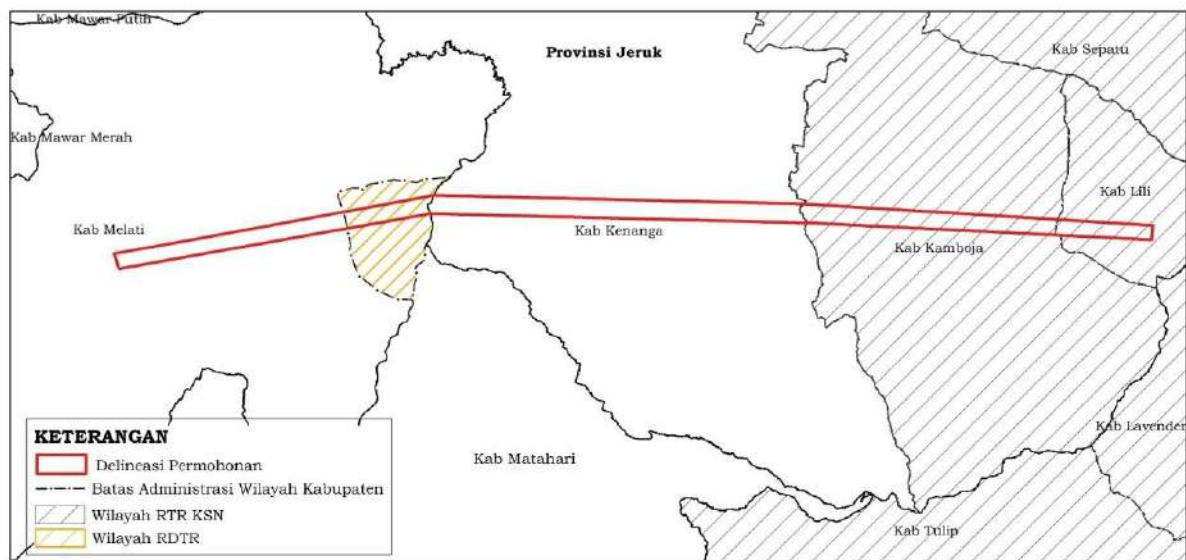 Kab Mawar Putih
Provinsi Jeruk
Kab Sepatu
Kab Mawar Merah
Kab Lili
Kab Melati
Kab Kenanga
Kab Kamboja
Kab Lavender
Kab Matahari
Kab Tulip
KETERANGAN
Delineasi Permohonan
Batas Administrasi Wilayah Kabupaten
Wilayah RTR KSN
Wilayah RDTR